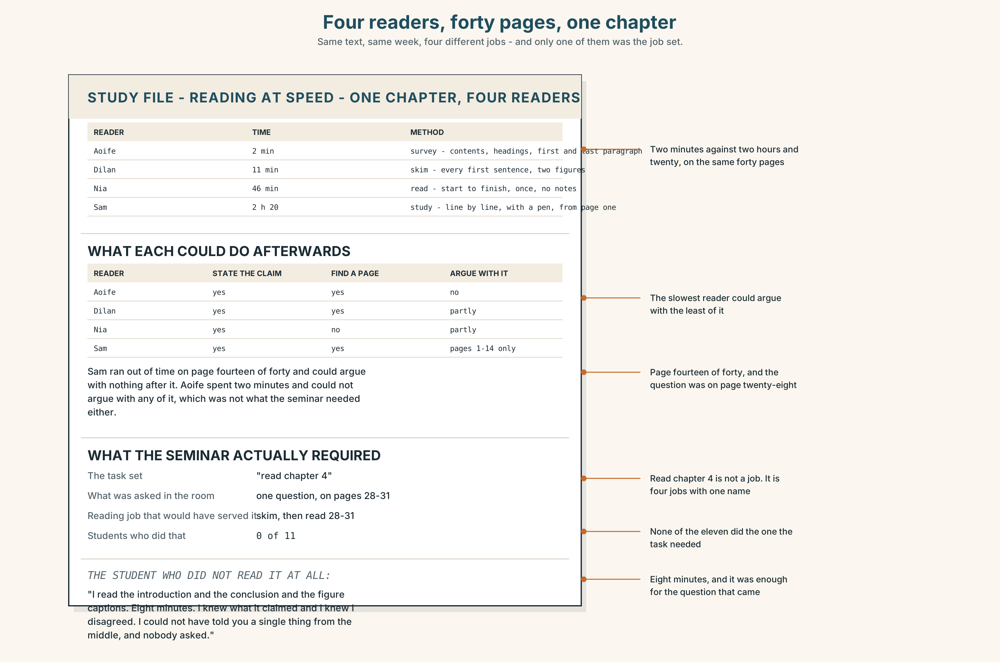 Four readers, forty pages, one chapter
Same text, same week, four different jobs - and only one of them was the job set.
STUDY FILE - READING AT SPEED - ONE CHAPTER, FOUR READERS
READER TIME METHOD
Aoife 2 min survey - contents, headings, first and last paragraph
Dilan 11 min skim - every first sentence, two figures
Nia 46 min read - start to finish, once, no notes
Sam 2 h 20 study - line by line, with a pen, from page one
Two minutes against two hours and
twenty, on the same forty pages
WHAT EACH COULD DO AFTERWARDS
READER STATE THE CLAIM FIND A PAGE ARGUE WITH IT
Aoife yes yes no
Dilan yes yes partly
Nia yes no partly
Sam yes yes pages 1-14 only
The slowest reader could argue
with the least of it
Sam ran out of time on page fourteen of forty and could argue
with nothing after it. Aoife spent two minutes and could not
argue with any of it, which was not what the seminar needed
either.
Page fourteen of forty, and the
question was on page twenty-eight
WHAT THE SEMINAR ACTUALLY REQUIRED
The task set "read chapter 4"
What was asked in the room one question, on pages 28-31
Reading job that would have served it skim, then read 28-31
Students who did that 0 of 11
Read chapter 4 is not a job. It is
four jobs with one name
None of the eleven did the one the
task needed
THE STUDENT WHO DID NOT READ IT AT ALL:
"I read the introduction and the conclusion and the figure
captions. Eight minutes. I knew what it claimed and I knew I
disagreed. I could not have told you a single thing from the
middle, and nobody asked."
Eight minutes, and it was enough
for the question that came